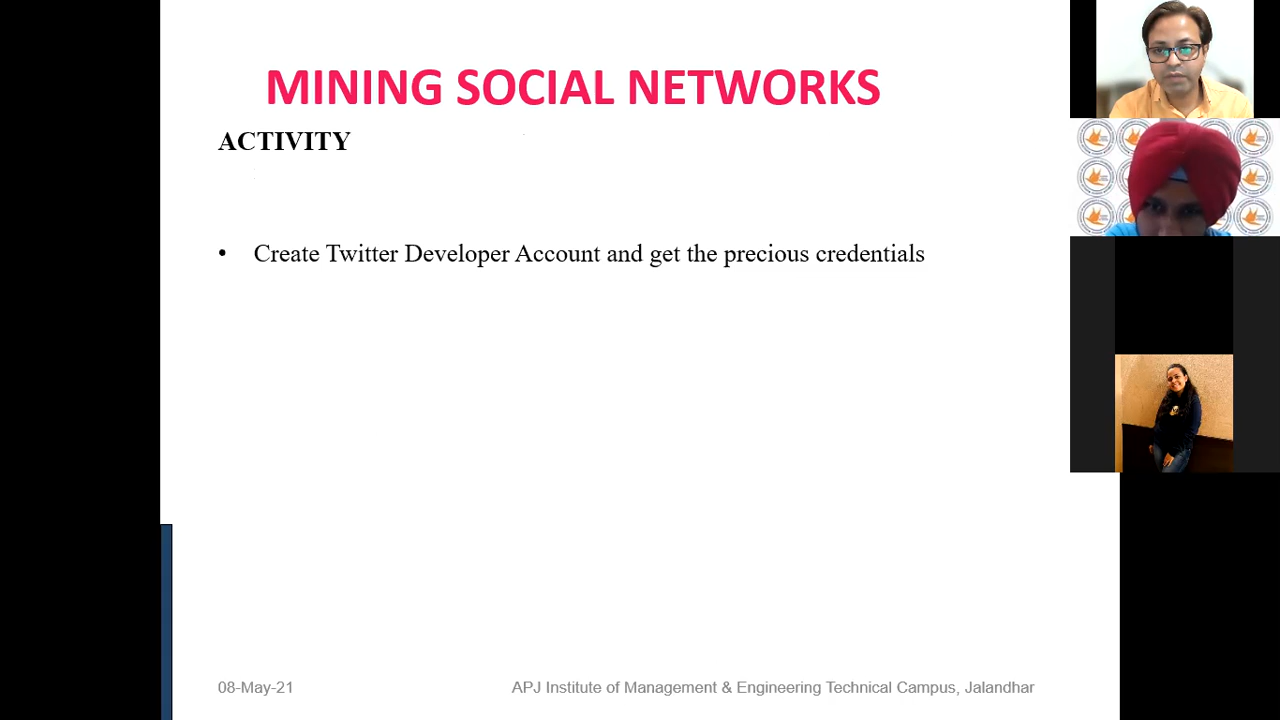 MINING SOCIAL NETWORKS
ACTIVITY
• Create Twitter Developer Account and get the precious credentials
08-May-21 APJ Institute of Management & Engineering Technical Campus, Jalandhar